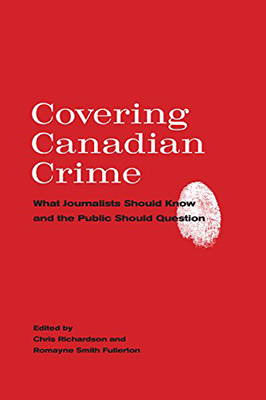 Covering
Canadian
Crime
What Journalists Should Know
and the Public Should Question
Edited by
Chris Richardson and
Romayne Smith Fullerton